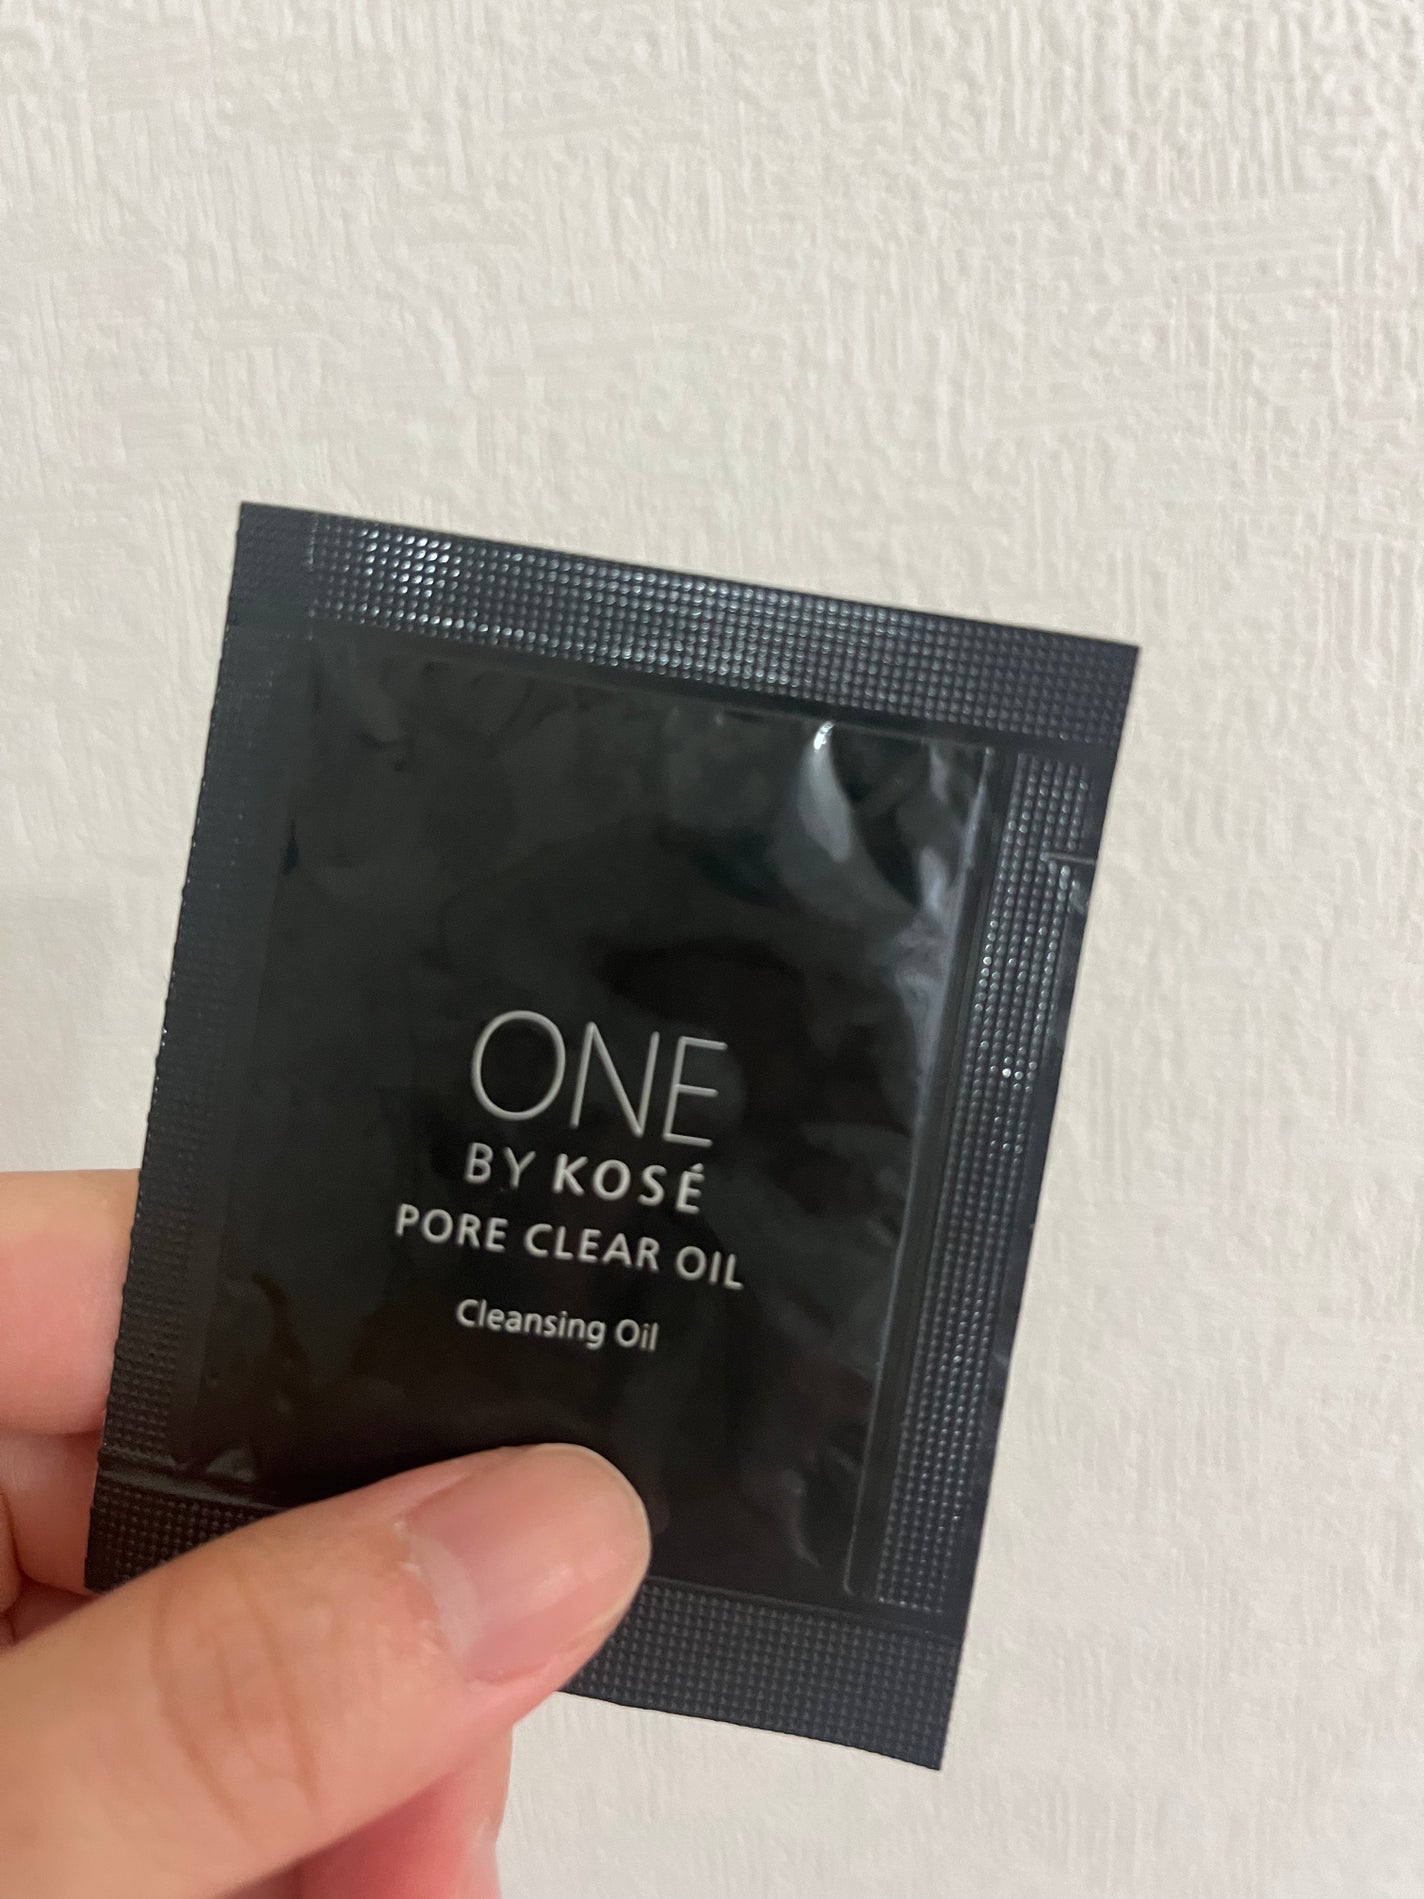 ONE
BY KOSÉ
PORE CLEAR OIL
Cleansing Oil